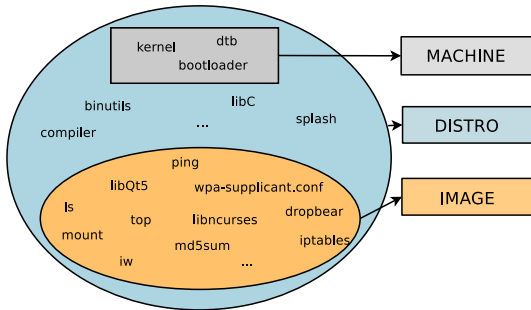 kernel
dtb
bootloader
MACHINE
binutils
libC
compiler
...
splash
DISTRO
ping
libQt5
wpa-supplicant.conf
IMAGE
ls
top
libncurses
dropbear
mount
md5sum
iptables
iw
...